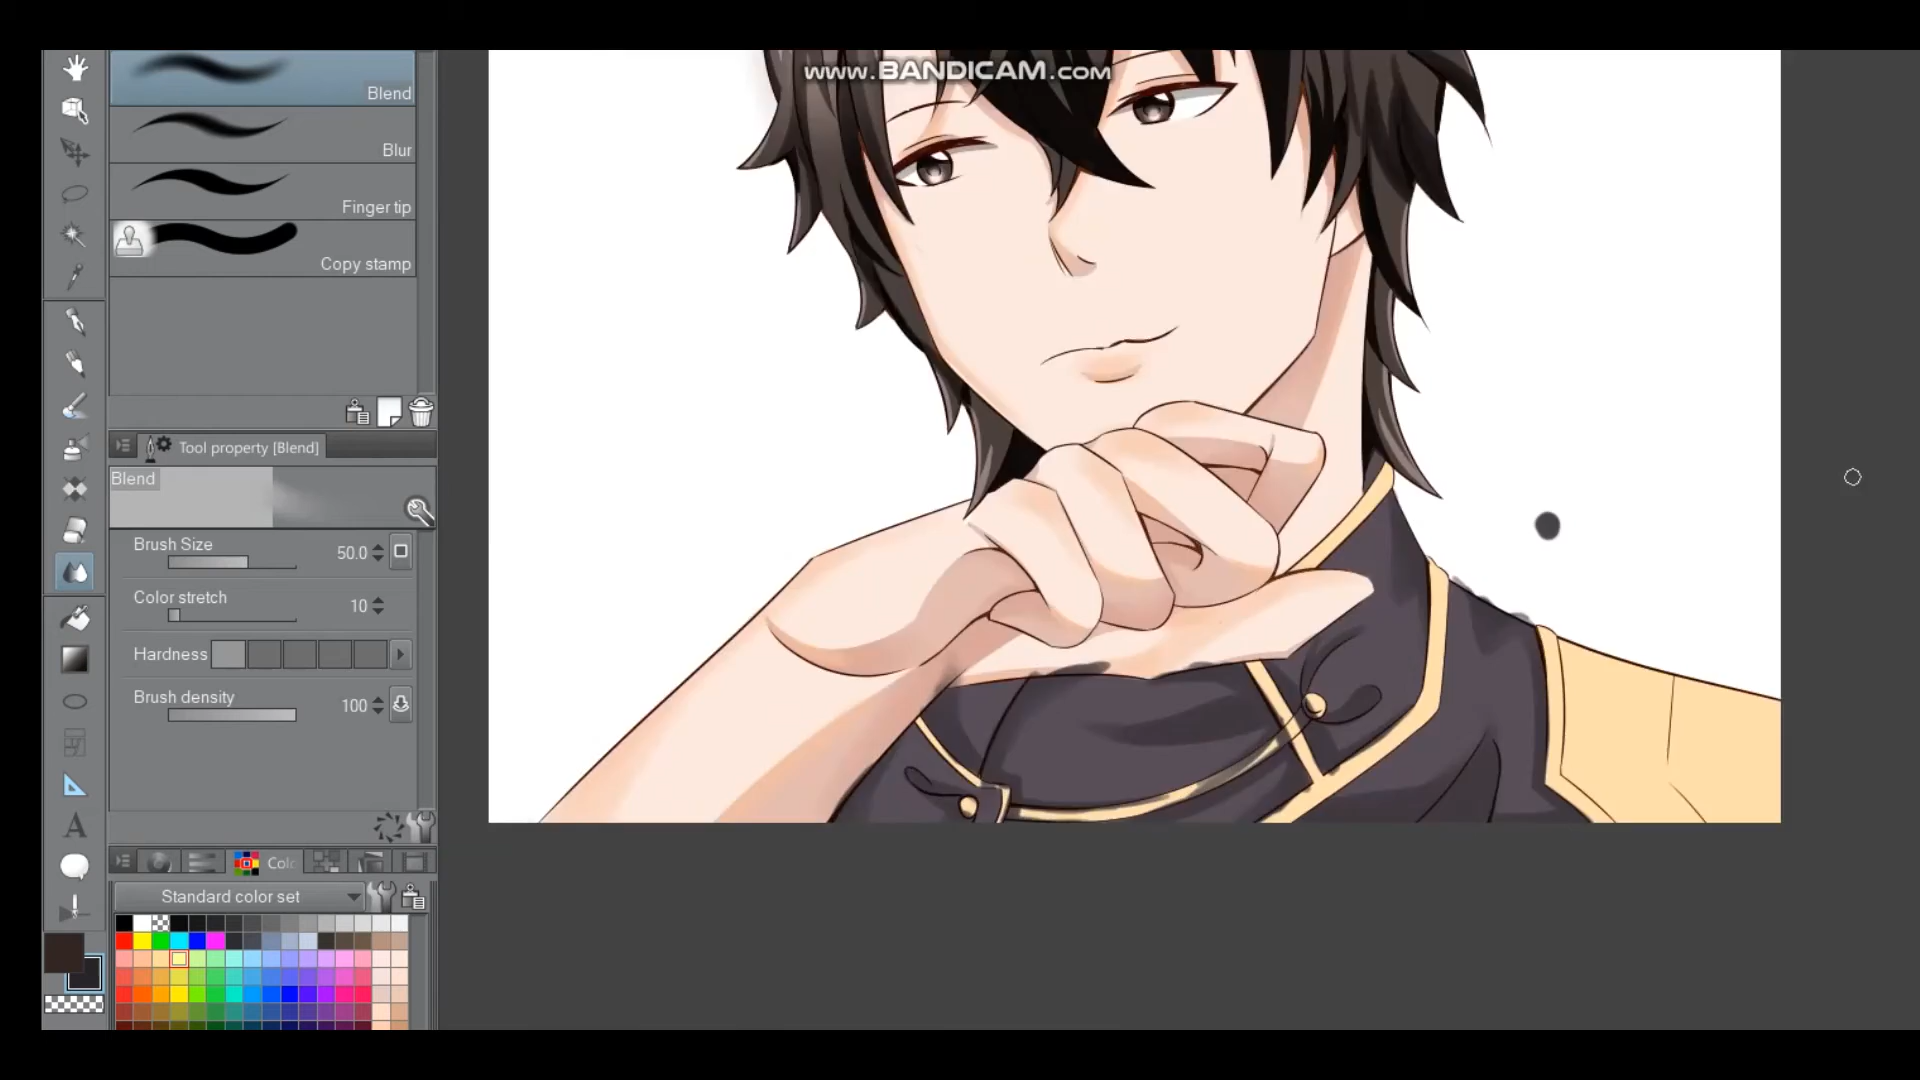 www.BANDICAM.com
Blend
Blur
Finger tip
Copy stamp
Tool property [Blend]
Blend
Brush Size 50.0
Color stretch 10
Hardness
Brush density 100
Colo
Standard color set